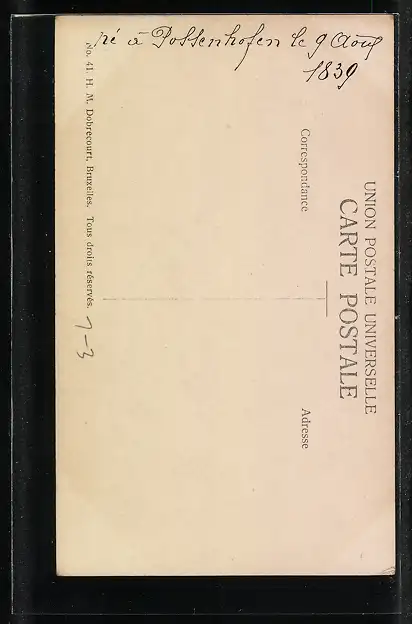 né à Possenhofen le 9 Aoug
1839
UNION POSTALE UNIVERSELLE
CARTE POSTALE
Correspondance
Adresse
No. 41. H. M. Dobrecourt, Bruxelles. Tous droits réservés.
7-3